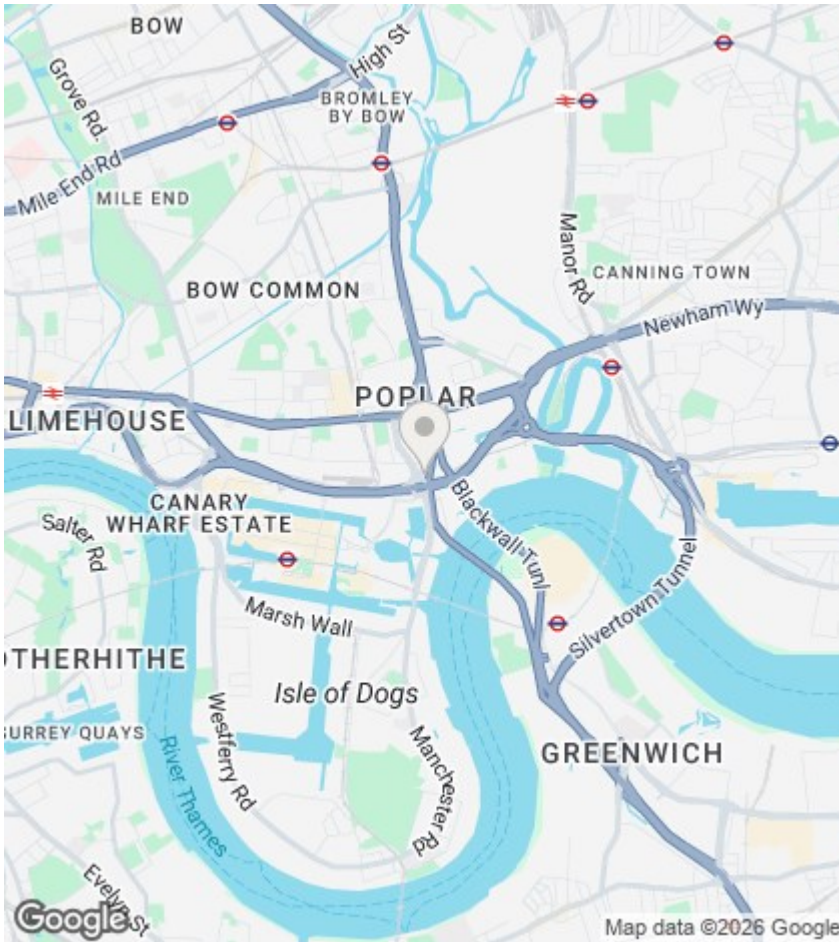 BOW
High St
Grove Rd.
BROMLEY
BY BOW
Mile End Rd
MILE END
Manor Rd
CANNING TOWN
BOW COMMON
Newham Wy
POPLAR
LIMEHOUSE
CANARY
WHARF ESTATE
Blackwall Tunl
Salter Rd
Silvertown Tunnel
Marsh Wall
OTHERHITHE
Isle of Dogs
SURREY QUAYS
Westferry Rd
Manchester Rd
River Thames
GREENWICH
Evelyn St
Google
Map data ©2026 Google